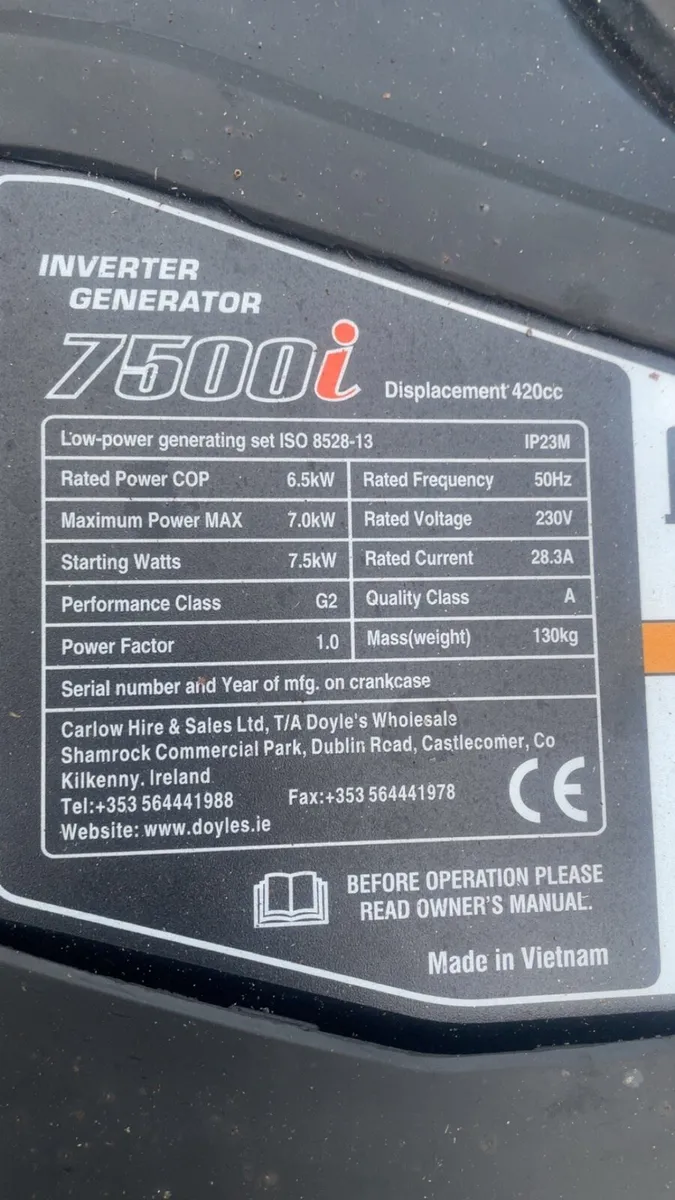 INVERTER
GENERATOR
7500i Displacement 420cc
Low-power generating set ISO 8528-13 IP23M
Rated Power COP 6.5kW Rated Frequency 50Hz
Maximum Power MAX 7.0kW Rated Voltage 230V
Starting Watts 7.5kW Rated Current 28.3A
Performance Class G2 Quality Class A
Power Factor 1.0 Mass(weight) 130kg
Serial number and Year of mfg. on crankcase
Carlow Hire & Sales Ltd, T/A Doyle's Wholesale
Shamrock Commercial Park, Dublin Road, Castlecomer, Co
Kilkenny. Ireland
Tel:+353 564441988 Fax:+353 564441978
Website: www.doyles.ie
CE
BEFORE OPERATION PLEASE
READ OWNER'S MANUAL.
Made in Vietnam